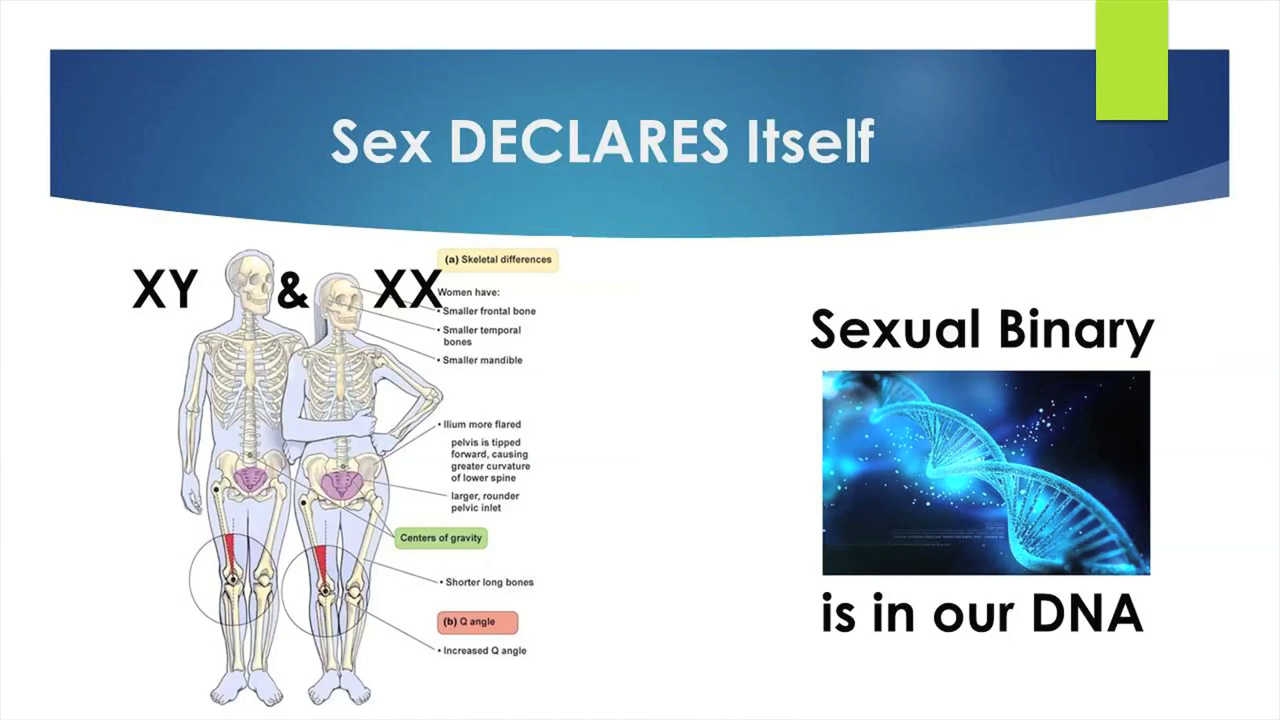 Sex DECLARES Itself
XY & XX
(a) Skeletal differences
Women have:
• Smaller frontal bone
• Smaller temporal
bones
• Smaller mandible
• Ilium more flared
pelvis is tipped
forward, causing
greater curvature
of lower spine
larger, rounder
pelvic inlet
Centers of gravity
• Shorter long bones
(b) Q angle
• Increased Q angle
Sexual Binary
is in our DNA